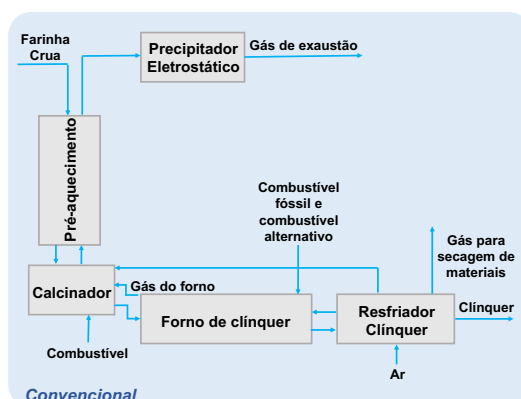 Farinha
Crua
Precipitador
Eletrostático
Gás de exaustão
Pré-aquecimento
Combustível
fóssil e
combustível
alternativo
Gás para
secagem de
materiais
Calcinador
Gás do forno
Forno de clínquer
Resfriador
Clínquer
Clínquer
Combustível
Ar
Convencional